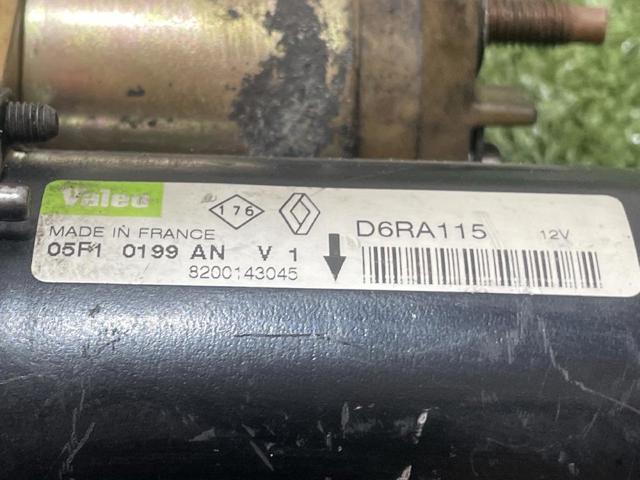 Valeo
176
D6RA115
12V
MADE IN FRANCE
05F1 0199 AN V 1
8200143045